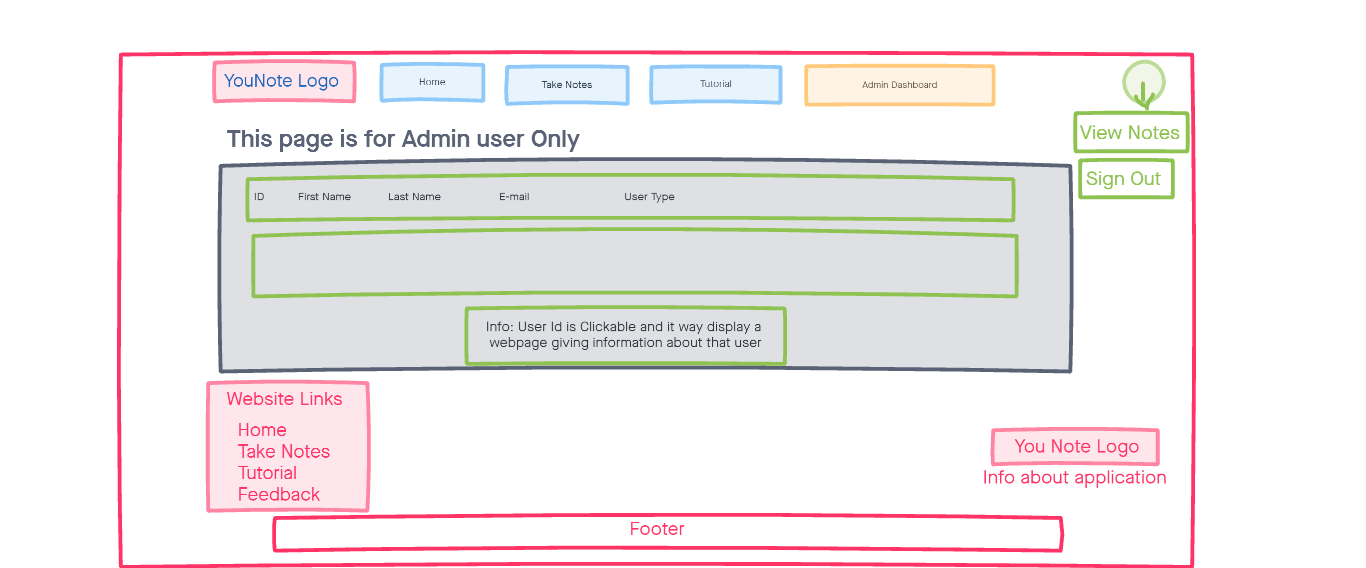 YouNote Logo
Home
Take Notes
Tutorial
Admin Dashboard
View Notes
Sign Out
This page is for Admin user Only
ID First Name Last Name E-mail User Type
Info: User Id is Clickable and it way display a
webpage giving information about that user
Website Links
Home
Take Notes
Tutorial
Feedback
You Note Logo
Info about application
Footer